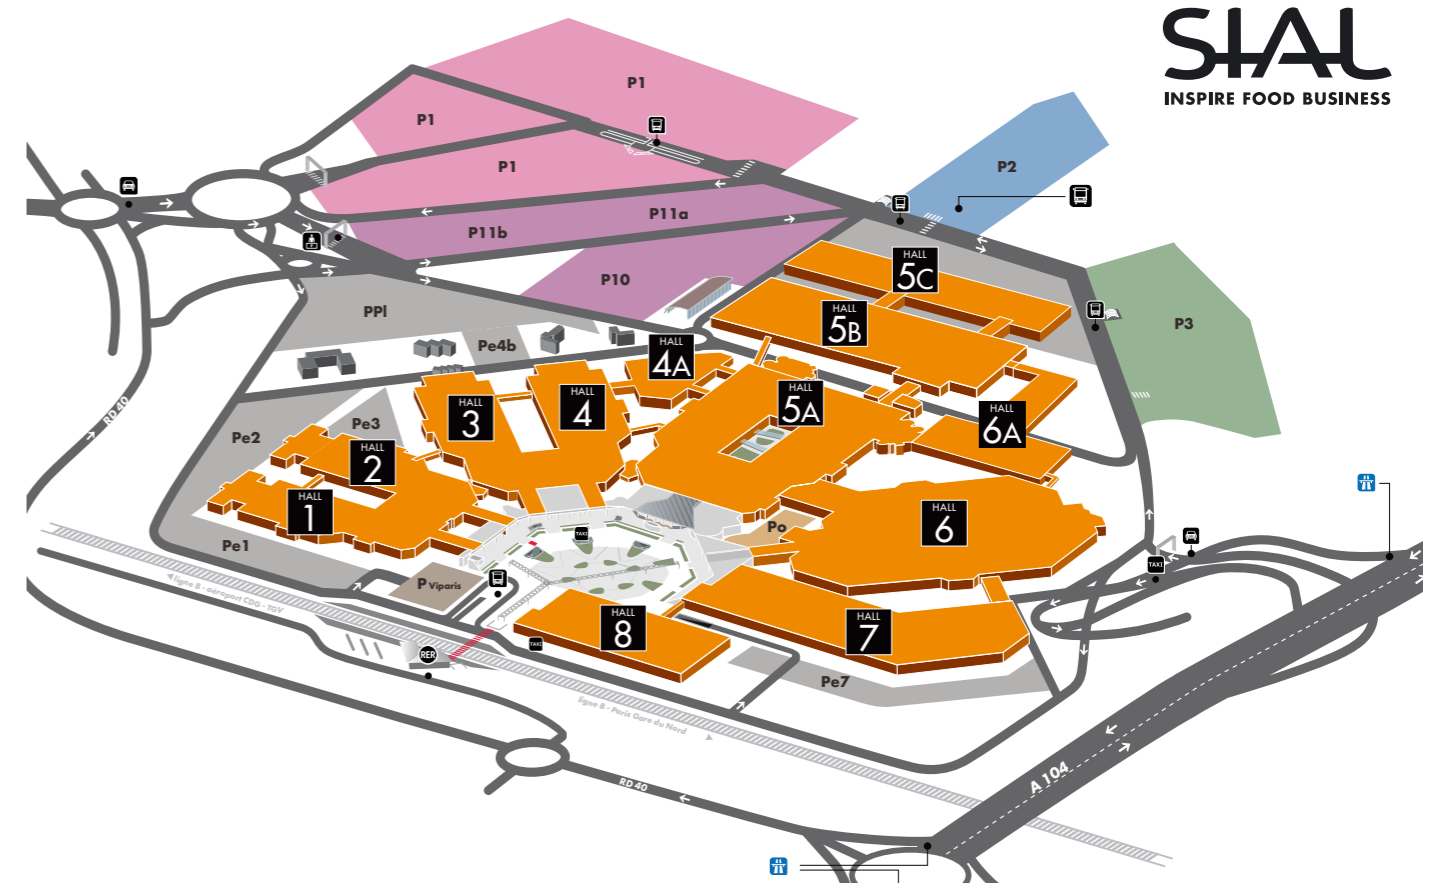 SIAL
INSPIRE FOOD BUSINESS
P1
P1
P1
P2
P11a
P11b
P10
P3
PPI
Pe4b
HALL
5C
HALL
5B
HALL
4A
HALL
5A
HALL
3
HALL
4
HALL
6A
RD 40
Pe2
Pe3
HALL
2
HALL
1
HALL
6
Po
TAXI
Pe1
TAXI
P Viparis
ligne B - aéroport CDG - TGV
HALL
8
HALL
7
TAXI
RER
Pe7
ligne B - Paris Gare du Nord
A 104
RD 40